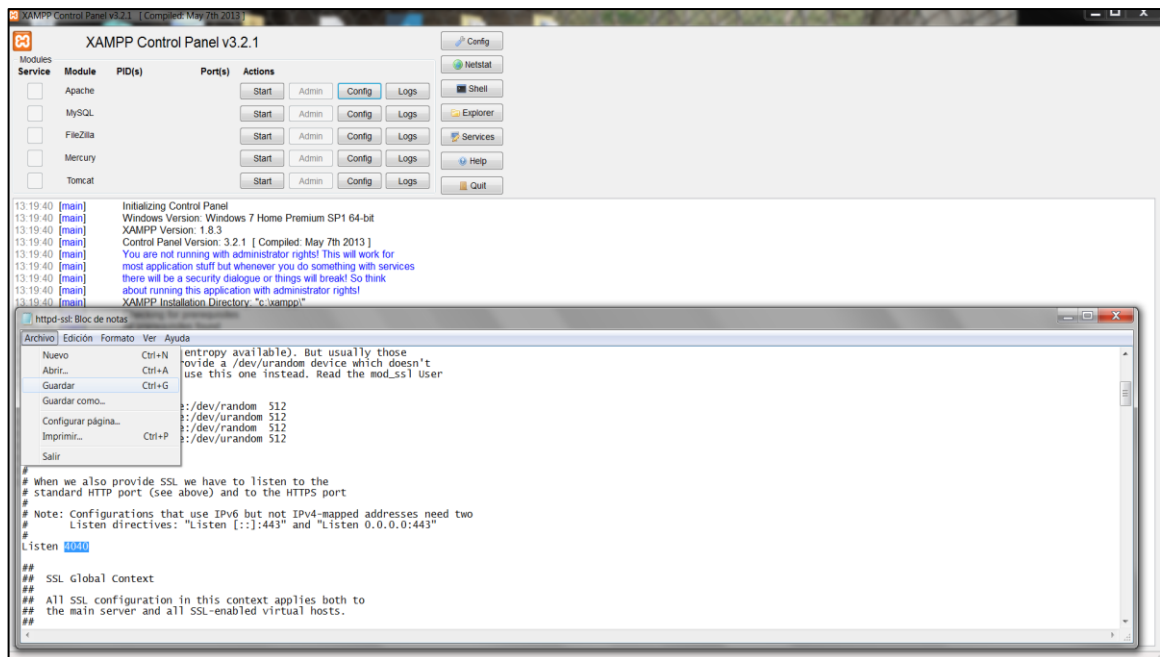 XAMPP Control Panel v3.2.1 [ Compiled: May 7th 2013 ]
XAMPP Control Panel v3.2.1
Config
Modules
Service Module PID(s) Port(s) Actions
Netstat
Apache Start Admin Config Logs
Shell
MySQL Start Admin Config Logs
Explorer
FileZilla Start Admin Config Logs
Services
Mercury Start Admin Config Logs
Help
Tomcat Start Admin Config Logs
Quit
13:19:40 [main] Initializing Control Panel
13:19:40 [main] Windows Version: Windows 7 Home Premium SP1 64-bit
13:19:40 [main] XAMPP Version: 1.8.3
13:19:40 [main] Control Panel Version: 3.2.1 [ Compiled: May 7th 2013 ]
13:19:40 [main] You are not running with administrator rights! This will work for
13:19:40 [main] most application stuff but whenever you do something with services
13:19:40 [main] there will be a security dialogue or things will break! So think
13:19:40 [main] about running this application with administrator rights!
13:19:40 [main] XAMPP Installation Directory: "c:\xampp\"
httpd-ssl: Bloc de notas
Archivo Edición Formato Ver Ayuda
Nuevo Ctrl+N
Abrir... Ctrl+A
Guardar Ctrl+G
Guardar como...
Configurar página...
Imprimir... Ctrl+P
Salir
entropy available). But usually those
rovide a /dev/urandom device which doesn't
use this one instead. Read the mod_ssl User
e:/dev/random 512
e:/dev/urandom 512
e:/dev/random 512
e:/dev/urandom 512
#
# When we also provide SSL we have to listen to the
# standard HTTP port (see above) and to the HTTPS port
#
# Note: Configurations that use IPv6 but not IPv4-mapped addresses need two
# Listen directives: "Listen [::]:443" and "Listen 0.0.0.0:443"
#
Listen 4040
##
## SSL Global Context
##
## All SSL configuration in this context applies both to
## the main server and all SSL-enabled virtual hosts.
##